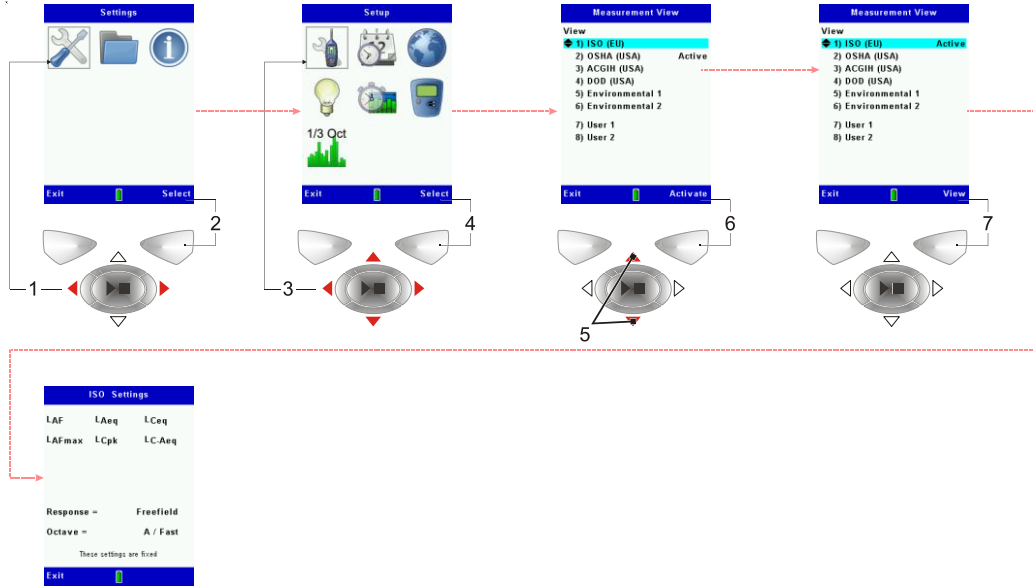 Settings
Exit Select
2
1
Setup
1/3 Oct
Exit Select
4
3
Measurement View
View
1) ISO (EU)
2) OSHA (USA) Active
3) ACGIH (USA)
4) DOD (USA)
5) Environmental 1
6) Environmental 2
7) User 1
8) User 2
Exit Activate
6
5
Measurement View
View
1) ISO (EU) Active
2) OSHA (USA)
3) ACGIH (USA)
4) DOD (USA)
5) Environmental 1
6) Environmental 2
7) User 1
8) User 2
Exit View
7
ISO Settings
LAF LAeq LCeq
LAFmax LCpk LC-Aeq
Response = Freefield
Octave = A / Fast
These settings are fixed
Exit